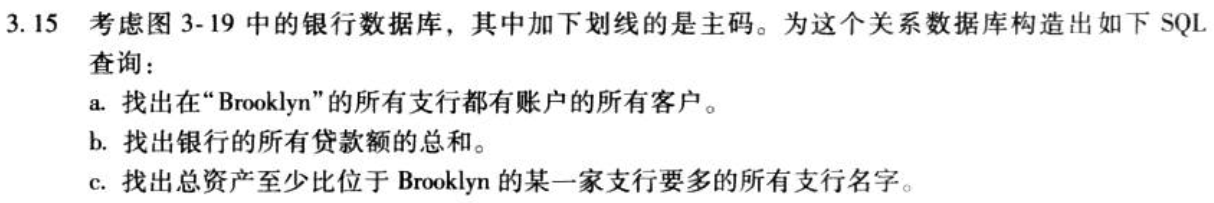 3.15 考虑图 3-19 中的银行数据库，其中加下划线的是主码。为这个关系数据库构造出如下 SQL
查询：
a. 找出在“Brooklyn”的所有支行都有账户的所有客户。
b. 找出银行的所有贷款额的总和。
c. 找出总资产至少比位于 Brooklyn 的某一家支行要多的所有支行名字。